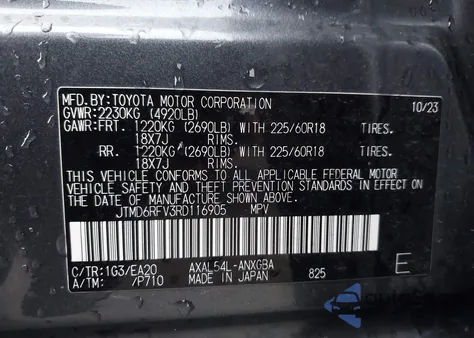 MFD.BY:TOYOTA MOTOR CORPORATION 10/23
GVWR:2230KG (4920LB)
GAWR:FRT. 1220KG (2690LB) WITH 225/60R18 TIRES.
18X7J RIMS.
RR. 1220KG (2690LB) WITH 225/60R18 TIRES.
18X7J RIMS.
THIS VEHICLE CONFORMS TO ALL APPLICABLE FEDERAL MOTOR
VEHICLE SAFETY AND THEFT PREVENTION STANDARDS IN EFFECT
ON THE DATE OF MANUFACTURE SHOWN ABOVE.
JTMD6RFV3RD116905 MPV
C/TR:1G3/EA20 AXAL54L-ANXGBA E
A/TM: /P710 MADE IN JAPAN 825